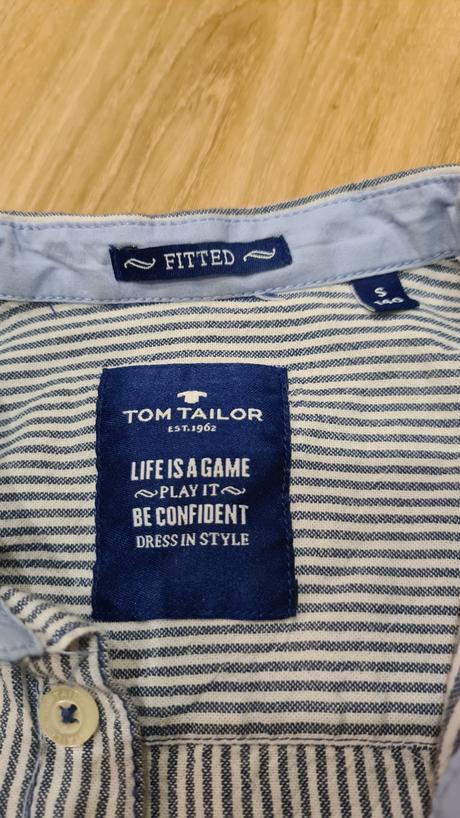 ~ FITTED ~
S
140
TOM TAILOR
EST.1962
LIFE IS A GAME
~PLAY IT~
BE CONFIDENT
DRESS IN STYLE